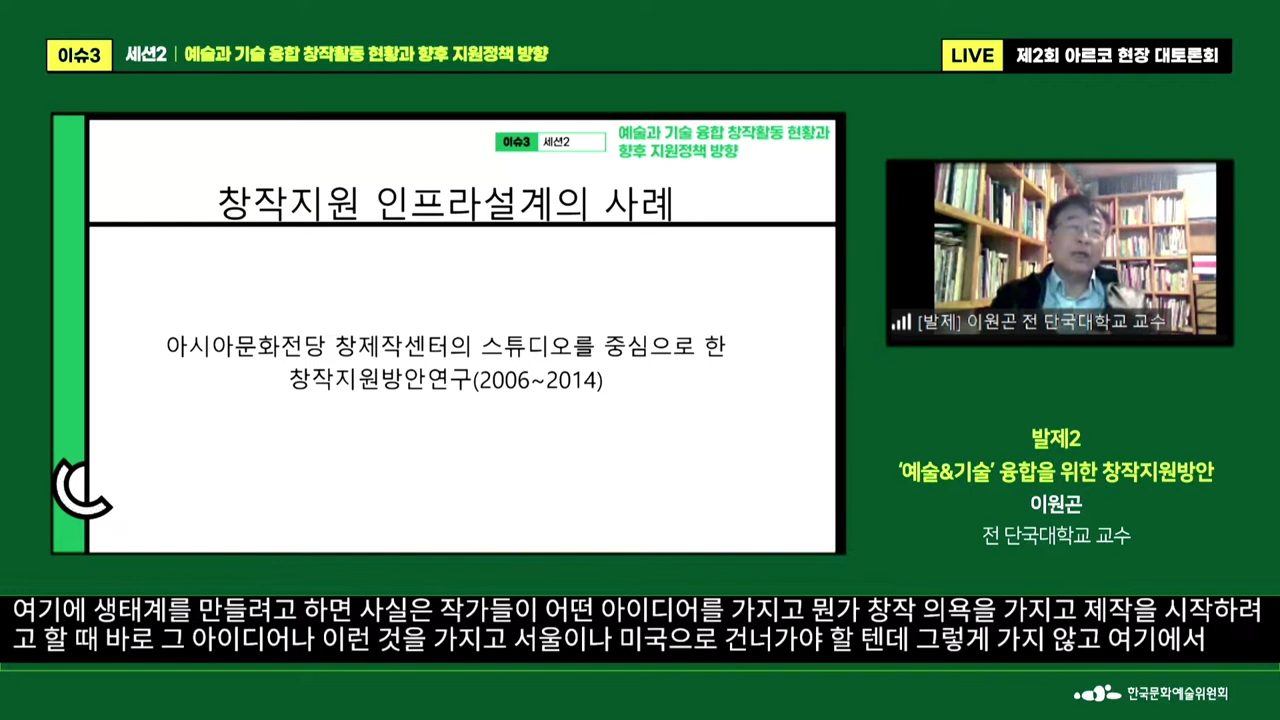 이슈3 세션2 | 예술과 기술 융합 창작활동 현황과 향후 지원정책 방향
LIVE 제2회 아르코 현장 대토론회
이슈3 세션2
예술과 기술 융합 창작활동 현황과
향후 지원정책 방향
창작지원 인프라설계의 사례
아시아문화전당 창제작센터의 스튜디오를 중심으로 한
창작지원방안연구(2006~2014)
[발제] 이원곤 전 단국대학교 교수
발제2
‘예술&기술’ 융합을 위한 창작지원방안
이원곤
전 단국대학교 교수
여기에 생태계를 만들려고 하면 사실은 작가들이 어떤 아이디어를 가지고 뭔가 창작 의욕을 가지고 제작을 시작하려
고 할 때 바로 그 아이디어나 이런 것을 가지고 서울이나 미국으로 건너가야 할 텐데 그렇게 가지 않고 여기에서
한국문화예술위원회